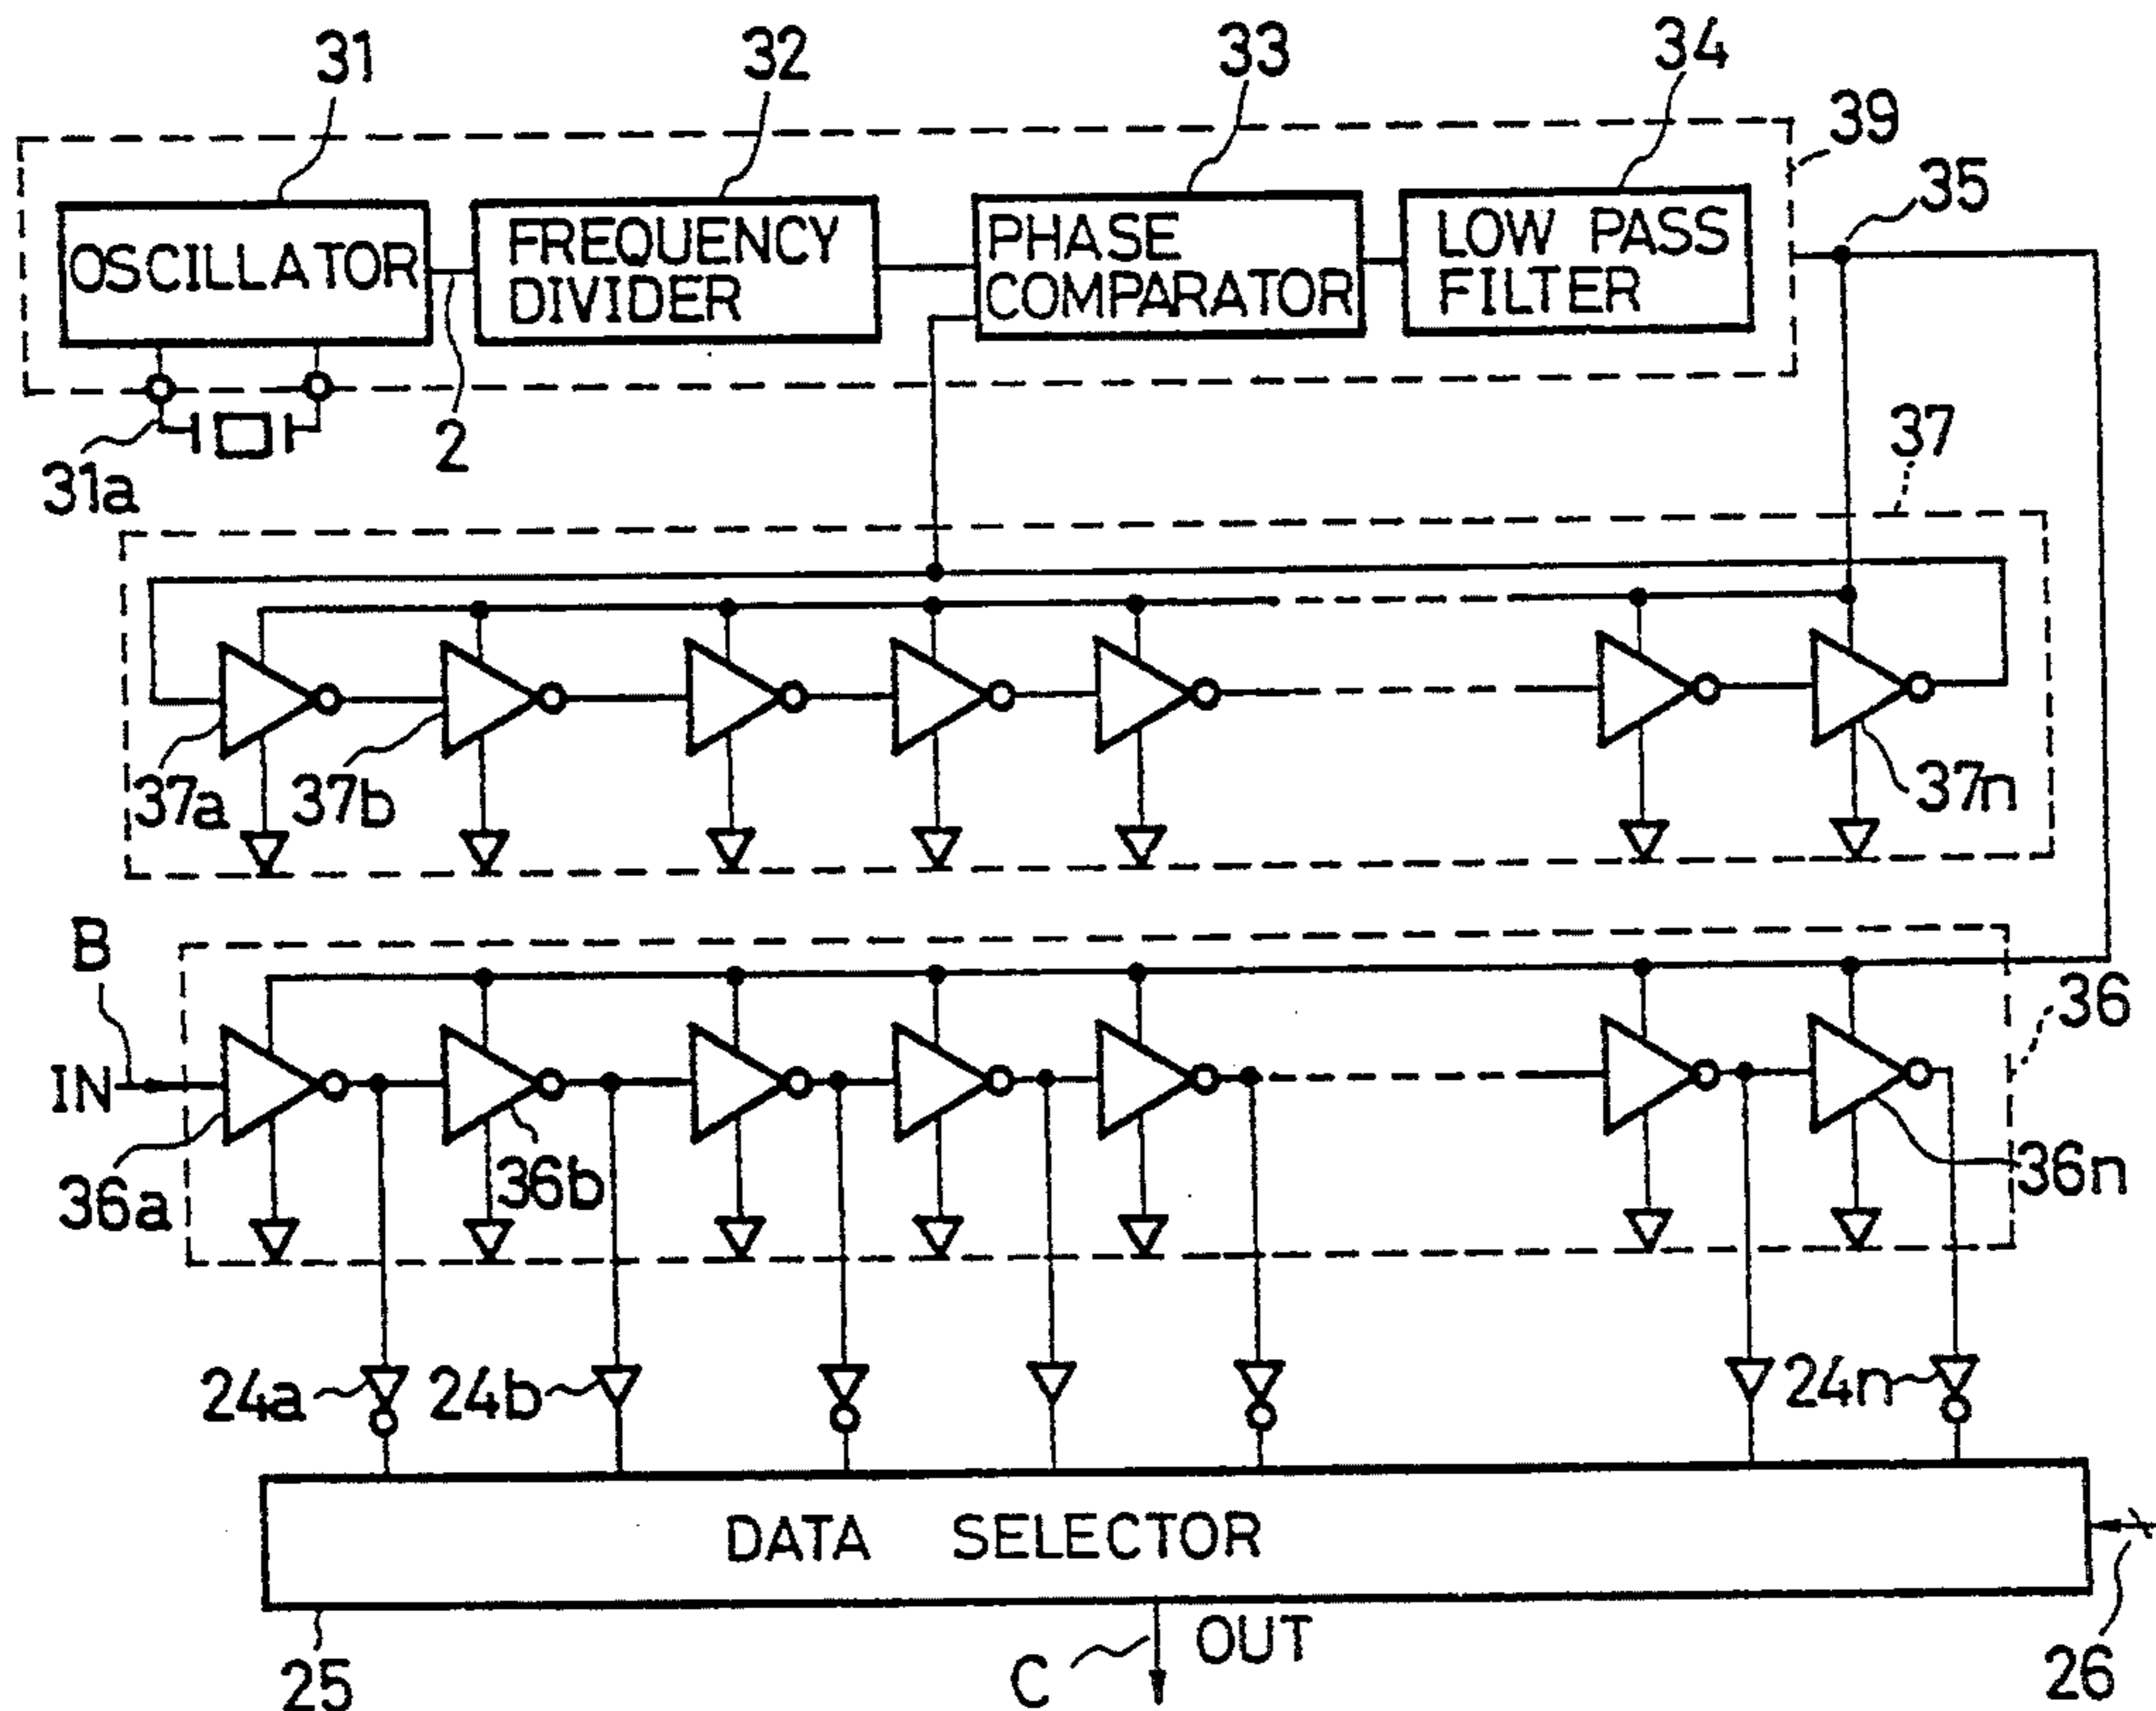 31
32
33
34
39
35
OSCILLATOR
FREQUENCY
DIVIDER
PHASE
COMPARATOR
LOW PASS
FILTER
31a
2
37
37a
37b
37n
B
IN
36
36a
36b
36n
24a
24b
24n
DATA SELECTOR
25
C
OUT
26